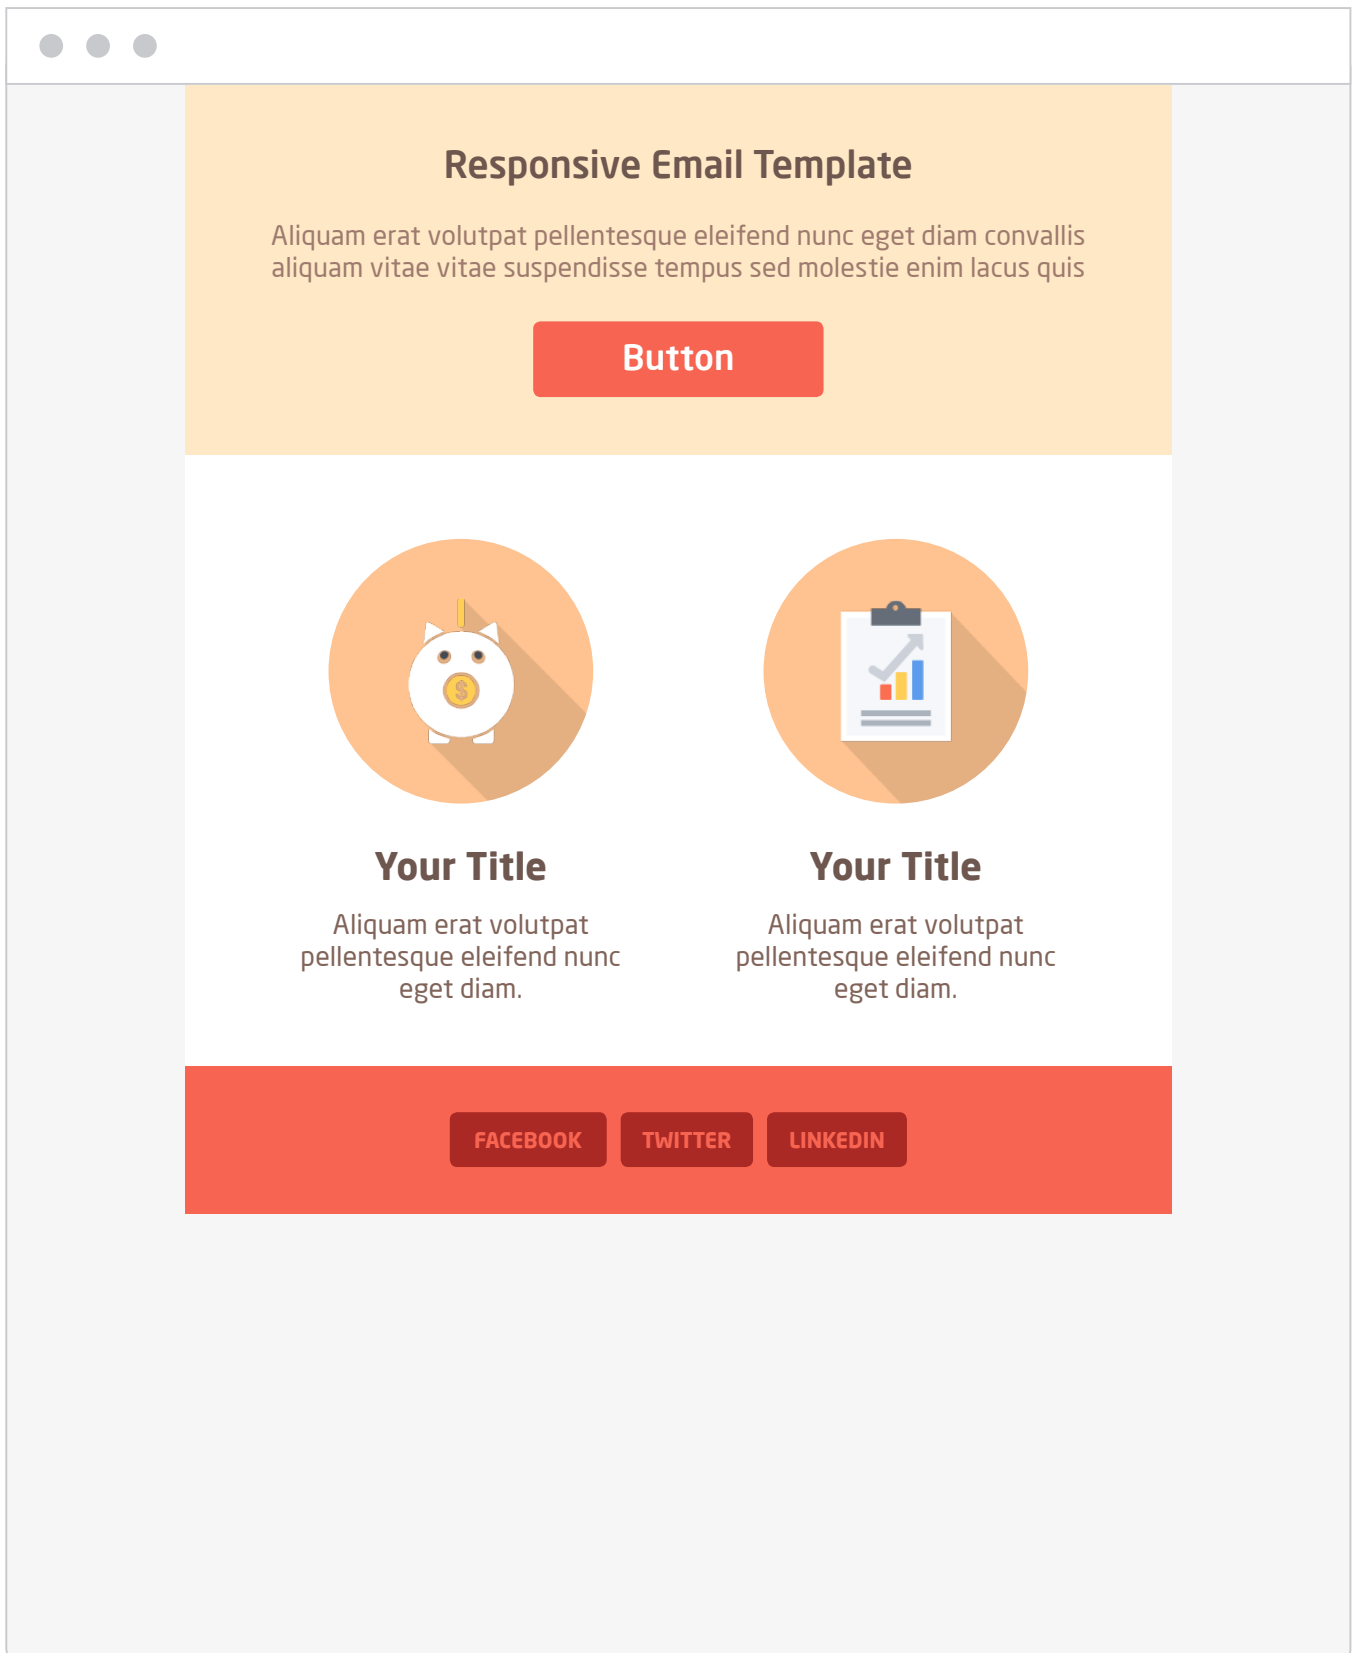 Responsive Email Template
Aliquam erat volutpat pellentesque eleifend nunc eget diam convallis
aliquam vitae vitae suspendisse tempus sed molestie enim lacus quis
Button
$
Your Title
Aliquam erat volutpat
pellentesque eleifend nunc
eget diam.
Your Title
Aliquam erat volutpat
pellentesque eleifend nunc
eget diam.
FACEBOOK TWITTER LINKEDIN